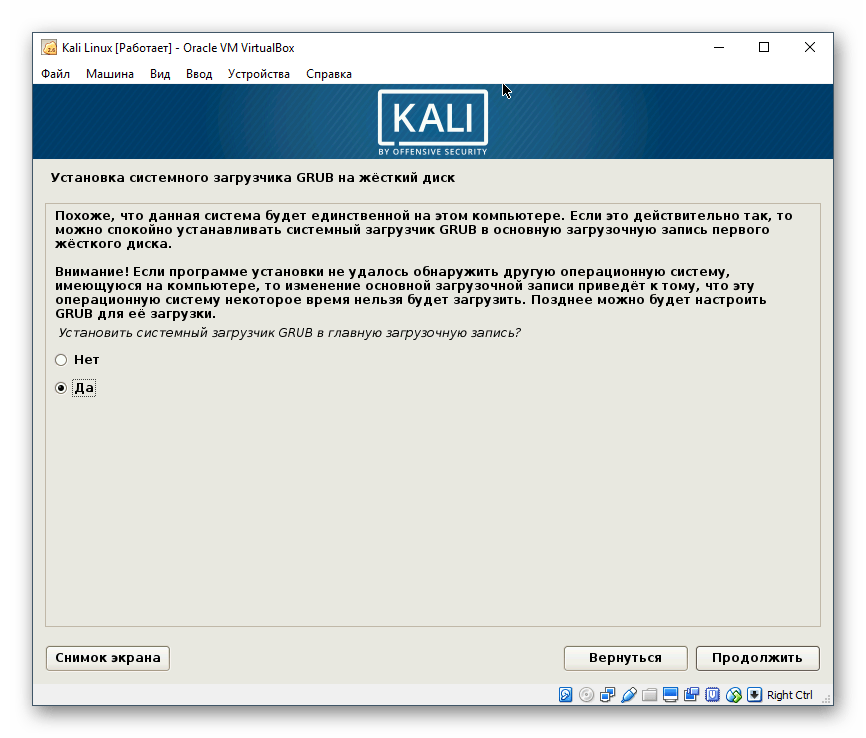 Kali Linux [Работает] - Oracle VM VirtualBox
Файл Машина Вид Ввод Устройства Справка
KALI
BY OFFENSIVE SECURITY
Установка системного загрузчика GRUB на жёсткий диск
Похоже, что данная система будет единственной на этом компьютере. Если это действительно так, то
можно спокойно устанавливать системный загрузчик GRUB в основную загрузочную запись первого
жёсткого диска.
Внимание! Если программе установки не удалось обнаружить другую операционную систему,
имеющуюся на компьютере, то изменение основной загрузочной записи приведёт к тому, что эту
операционную систему некоторое время нельзя будет загрузить. Позднее можно будет настроить
GRUB для её загрузки.
Установить системный загрузчик GRUB в главную загрузочную запись?
Нет
Да
Снимок экрана Вернуться Продолжить
Right Ctrl